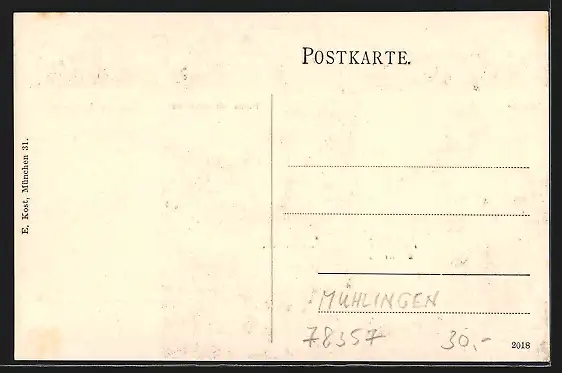 POSTKARTE.
E. Kost, München 31.
MÜHLINGEN
78357 30,-
2018